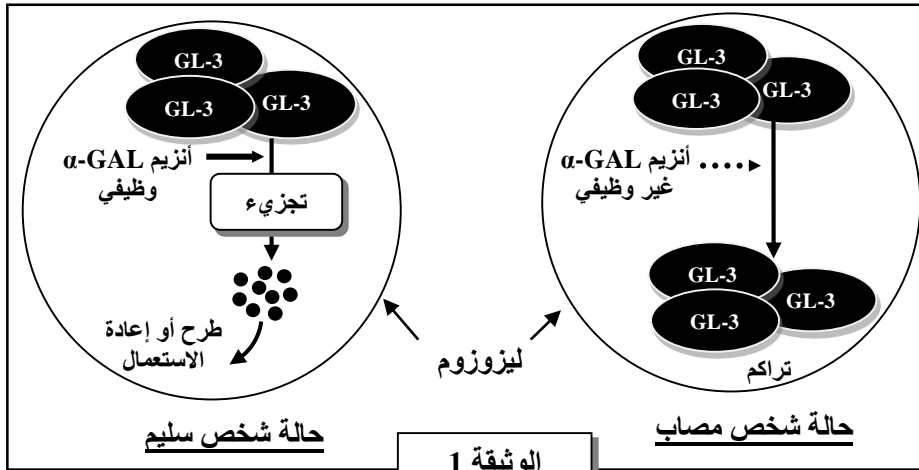 GL-3
GL-3
GL-3
أنزيم α-GAL
وظيفي
تجزيء
طرح أو إعادة
الاستعمال
حالة شخص سليم
ليزوزوم
GL-3
GL-3
GL-3
أنزيم α-GAL
غير وظيفي
GL-3
GL-3
GL-3
تراكم
حالة شخص مصاب
الوثيقة 1